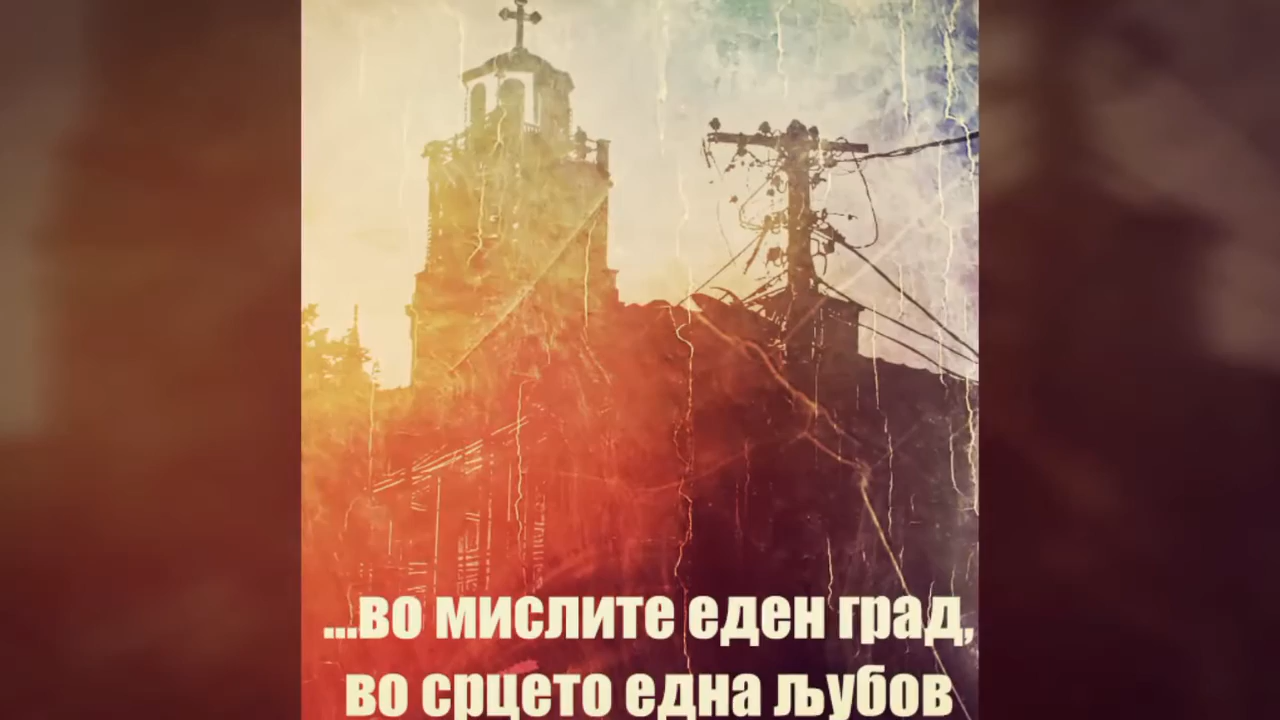 ...во мислите еден град,
во срцето една љубов